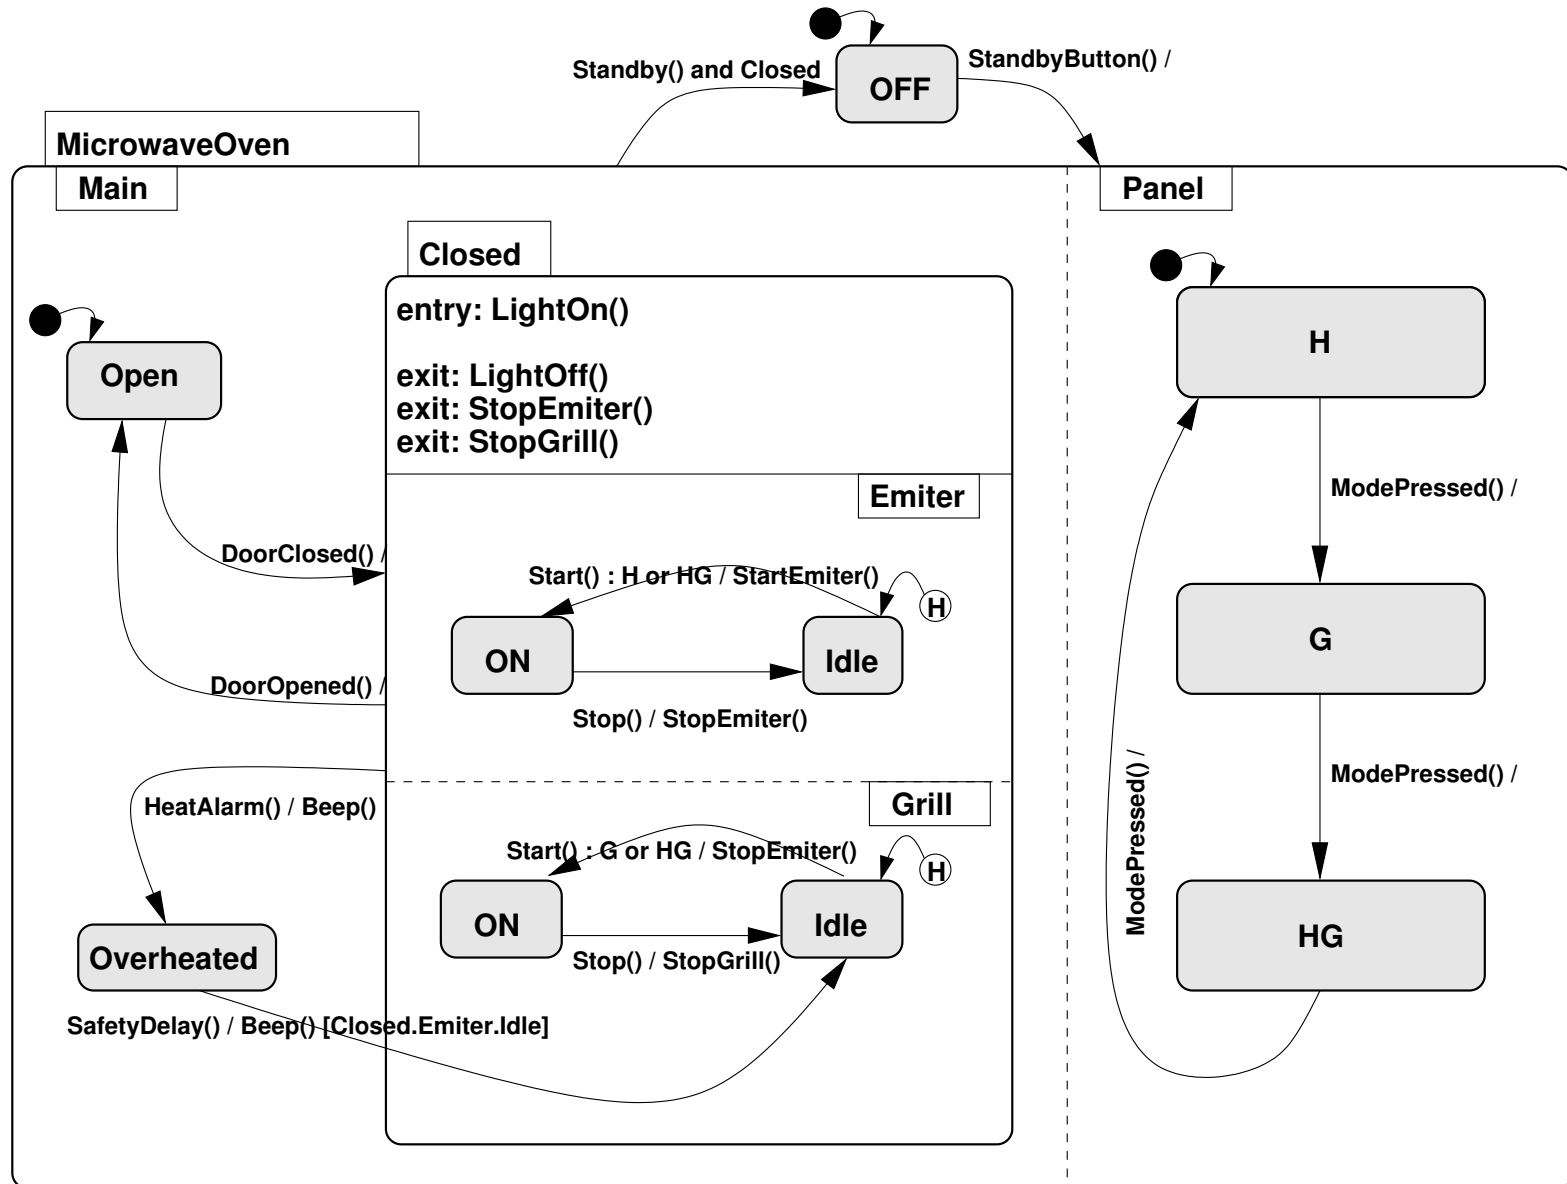 Standby() and Closed
OFF
StandbyButton() /
MicrowaveOven
Main
Panel
Closed
entry: LightOn()
exit: LightOff()
exit: StopEmiter()
exit: StopGrill()
Open
DoorClosed() /
DoorOpened() /
Emiter
Start() : H or HG / StartEmiter()
H
ON
Idle
Stop() / StopEmiter()
HeatAlarm() / Beep()
Grill
Start() : G or HG / StopEmiter()
H
ON
Idle
Stop() / StopGrill()
Overheated
SafetyDelay() / Beep() [Closed.Emiter.Idle]
H
ModePressed() /
G
ModePressed() /
HG
ModePressed() /